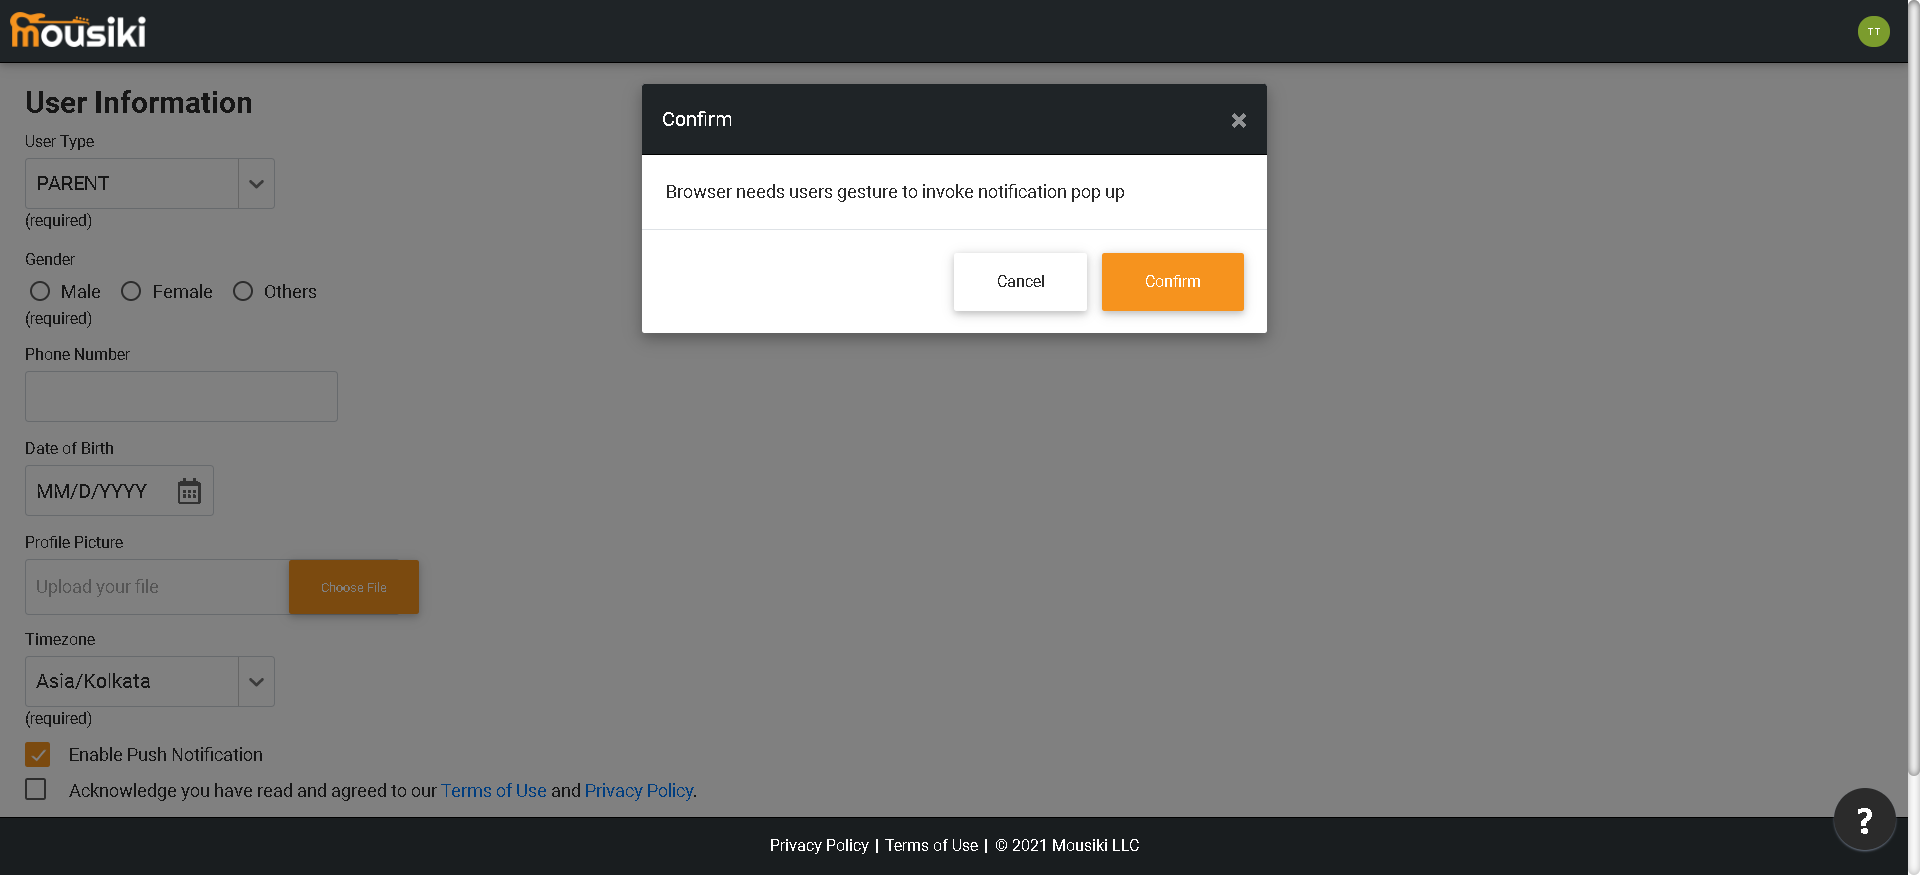 mousiki
TT
User Information
User Type
PARENT
(required)
Gender
Male Female Others
(required)
Phone Number
Date of Birth
MM/D/YYYY
Profile Picture
Upload your file Choose File
Timezone
Asia/Kolkata
(required)
Enable Push Notification
Acknowledge you have read and agreed to our Terms of Use and Privacy Policy.
Confirm ×
Browser needs users gesture to invoke notification pop up
Cancel Confirm
?
Privacy Policy | Terms of Use | © 2021 Mousiki LLC